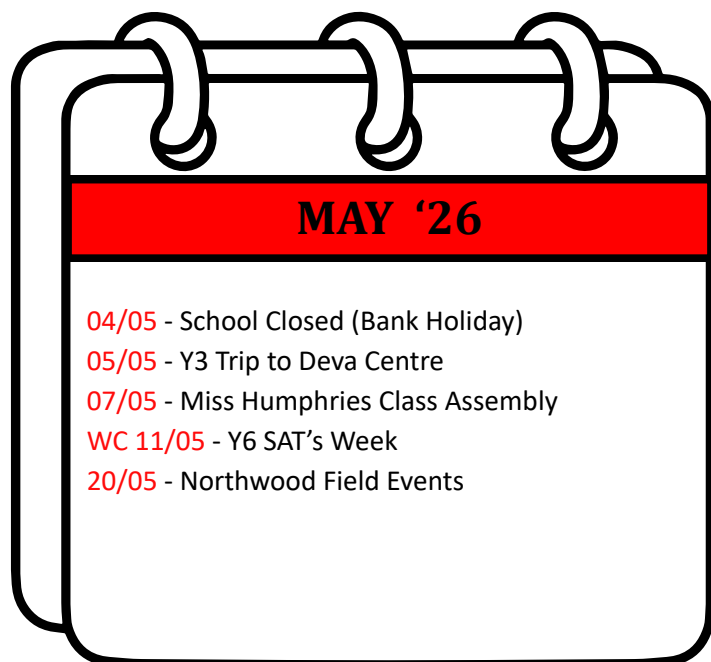 MAY ‘26
04/05 - School Closed (Bank Holiday)
05/05 - Y3 Trip to Deva Centre
07/05 - Miss Humphries Class Assembly
WC 11/05 - Y6 SAT’s Week
20/05 - Northwood Field Events